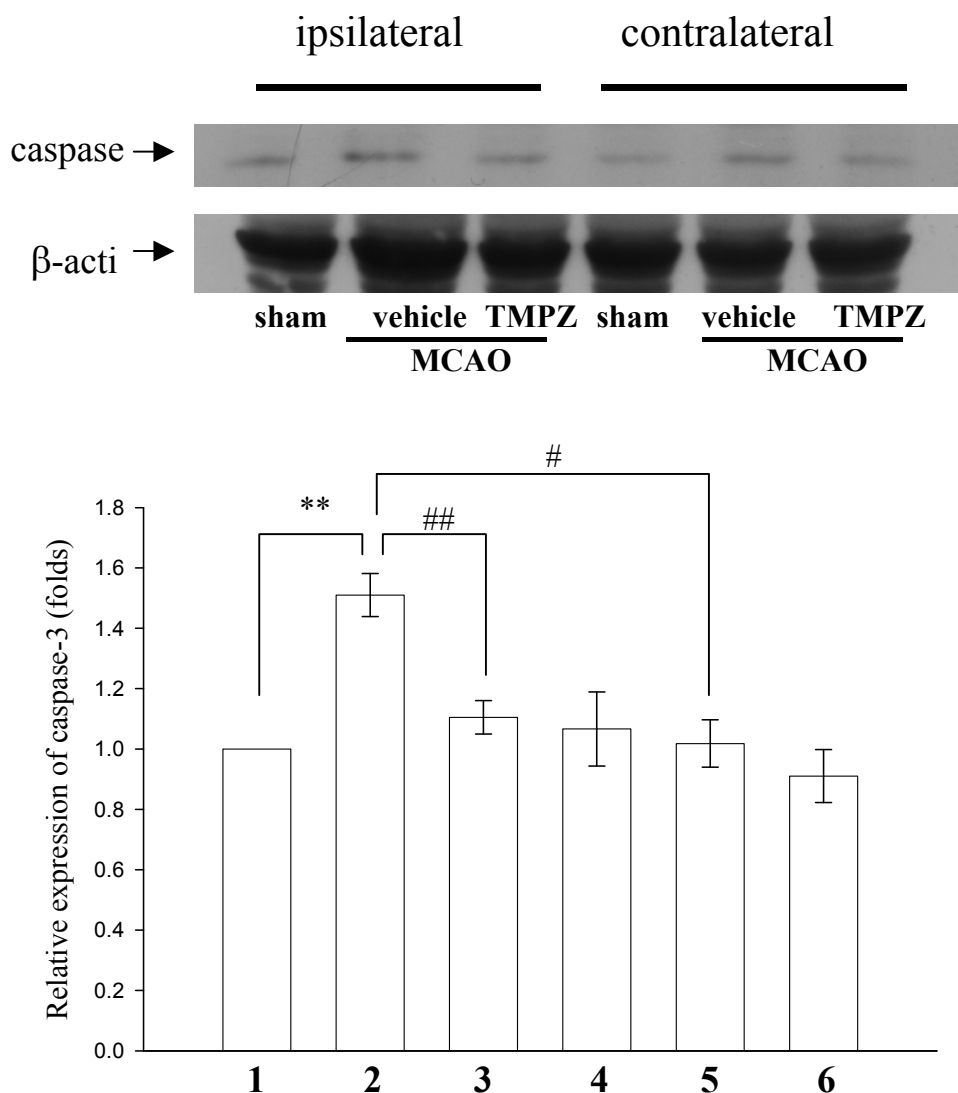 ipsilateral contralateral
caspase
β-acti
sham vehicle TMPZ sham vehicle TMPZ
MCAO MCAO
#
** ##
Relative expression of caspase-3 (folds)
1.8
1.6
1.4
1.2
1.0
0.8
0.6
0.4
0.2
0.0
1 2 3 4 5 6